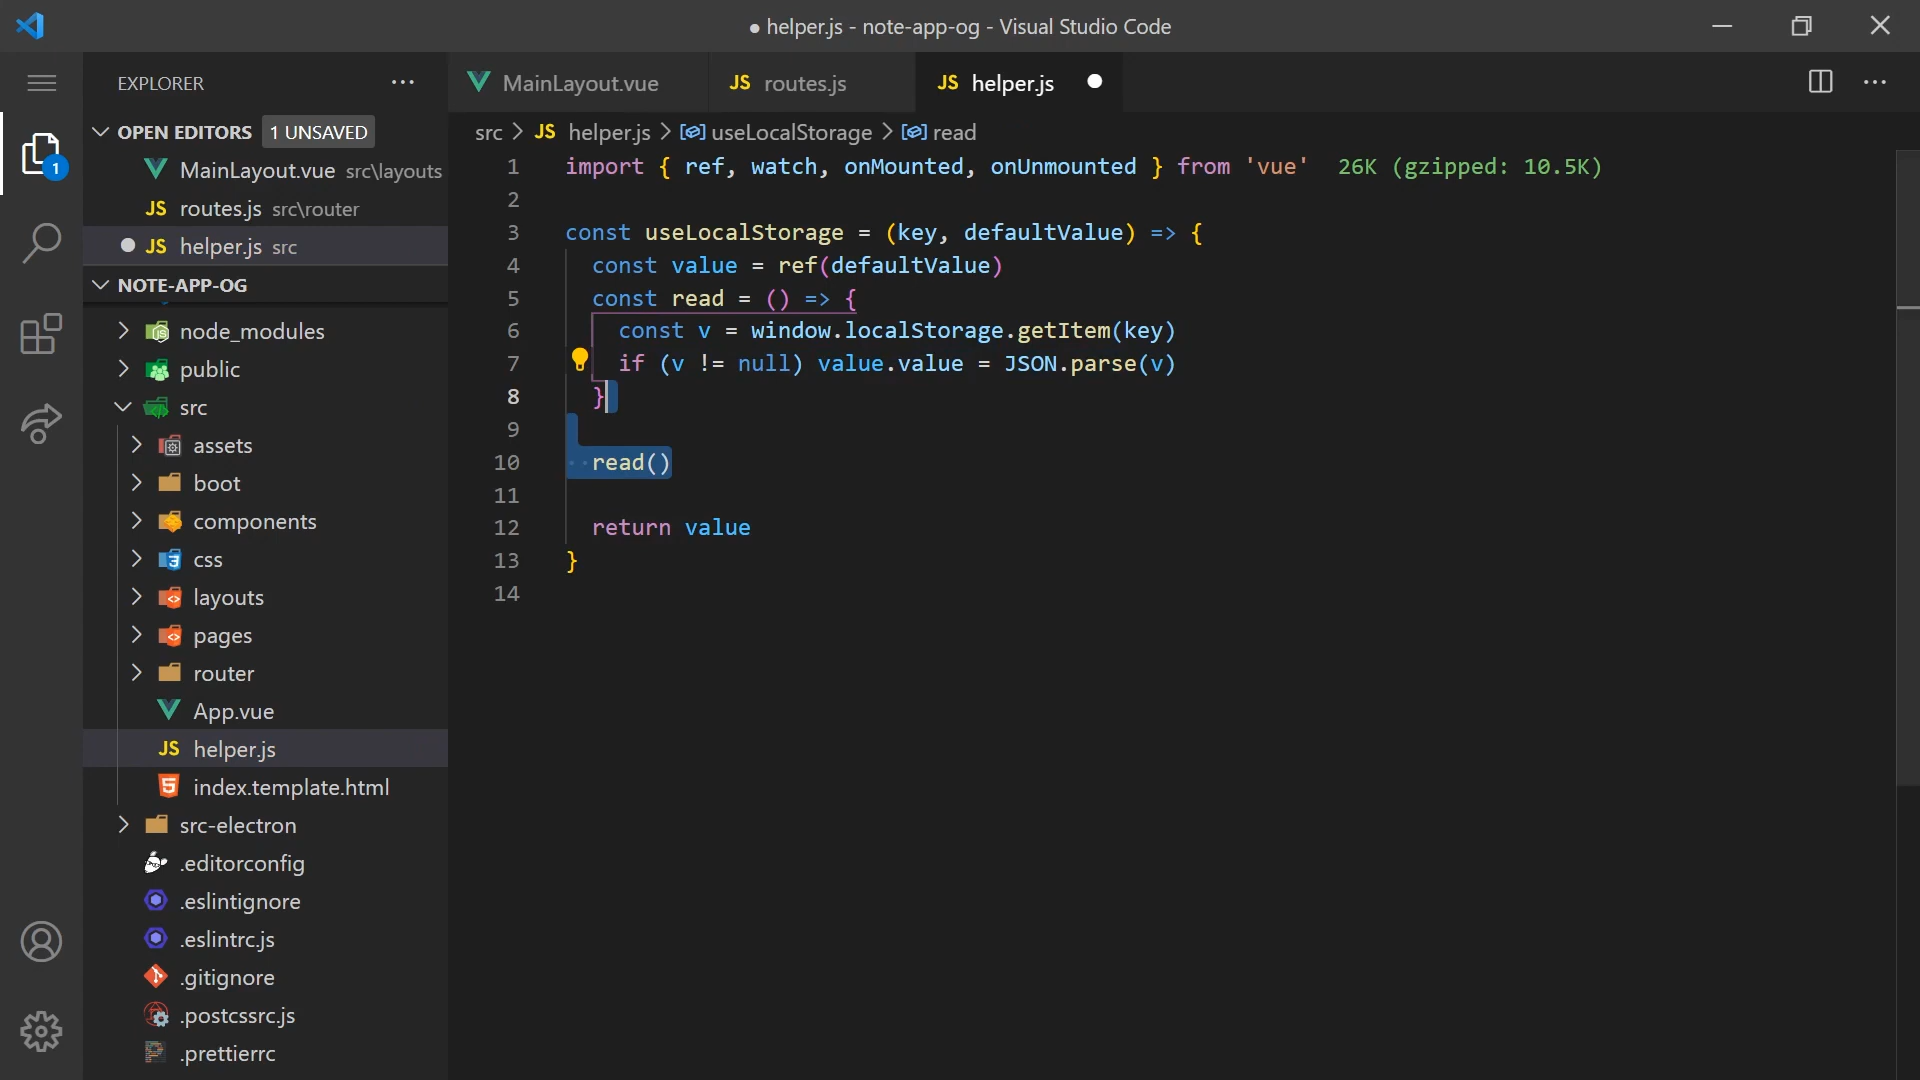 ● helper.js - note-app-og - Visual Studio Code
EXPLORER
OPEN EDITORS 1 UNSAVED
MainLayout.vue src\layouts
JS routes.js src\router
JS helper.js src
NOTE-APP-OG
node_modules
public
src
assets
boot
components
css
layouts
pages
router
App.vue
JS helper.js
index.template.html
src-electron
.editorconfig
.eslintignore
.eslintrc.js
.gitignore
.postcssrc.js
.prettierrc
1
MainLayout.vue JS routes.js JS helper.js
src > JS helper.js > useLocalStorage > read
1 import { ref, watch, onMounted, onUnmounted } from 'vue' 26K (gzipped: 10.5K)
2
3 const useLocalStorage = (key, defaultValue) => {
4 const value = ref(defaultValue)
5 const read = () => {
6 const v = window.localStorage.getItem(key)
7 if (v != null) value.value = JSON.parse(v)
8 }
9
10 read()
11
12 return value
13 }
14